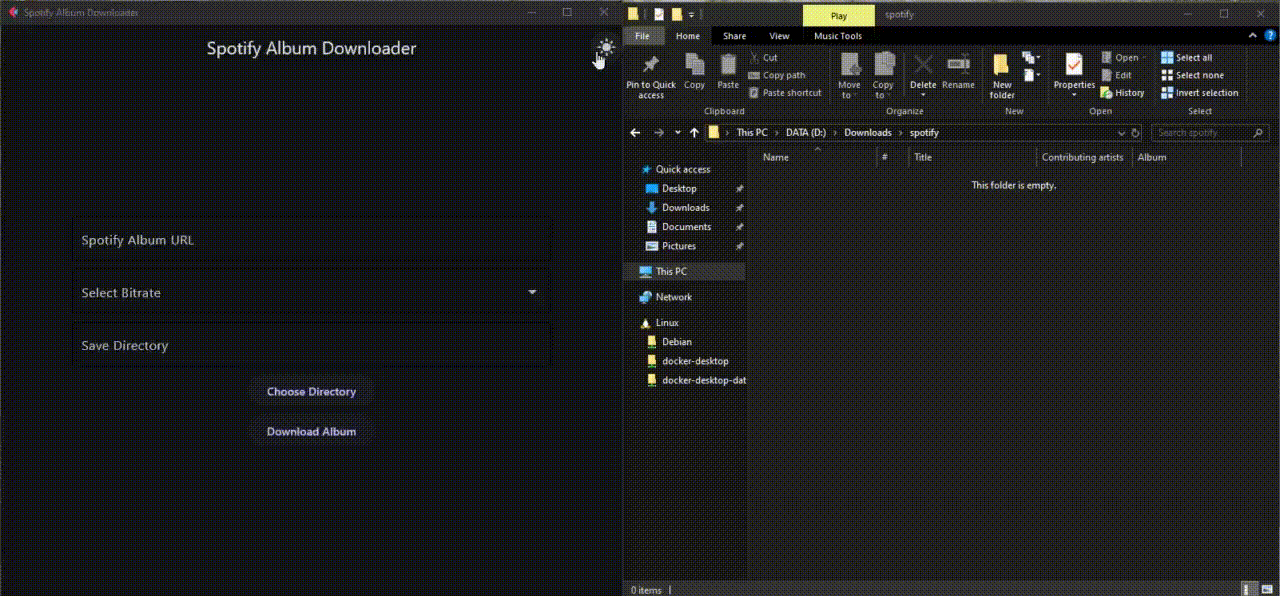 Spotify Album Downloader
Spotify Album Downloader
Spotify Album URL
Select Bitrate
Save Directory
Choose Directory
Download Album
Play
spotify
File
Home
Share
View
Music Tools
Pin to Quick
access
Copy
Paste
Cut
Copy path
Paste shortcut
Clipboard
Move
to
Copy
to
Delete
Rename
Organize
New
folder
New
Properties
Open
Edit
History
Open
Select all
Select none
Invert selection
Select
This PC
DATA (D:)
Downloads
spotify
Search spotify
Name
#
Title
Contributing artists
Album
This folder is empty.
Quick access
Desktop
Downloads
Documents
Pictures
This PC
Network
Linux
Debian
docker-desktop
docker-desktop-dat
0 items